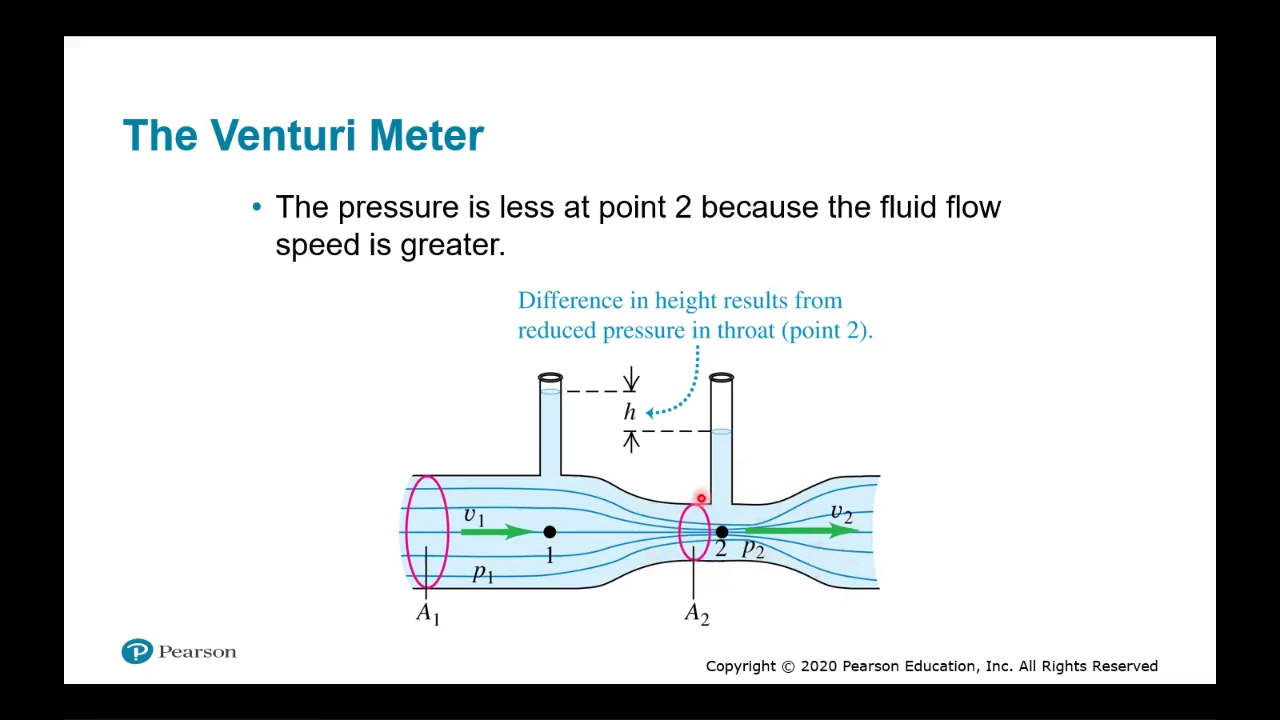 The Venturi Meter
• The pressure is less at point 2 because the fluid flow
speed is greater.
Difference in height results from
reduced pressure in throat (point 2).
h
v1
v2
1
2
p2
p1
A1
A2
P Pearson
Copyright © 2020 Pearson Education, Inc. All Rights Reserved